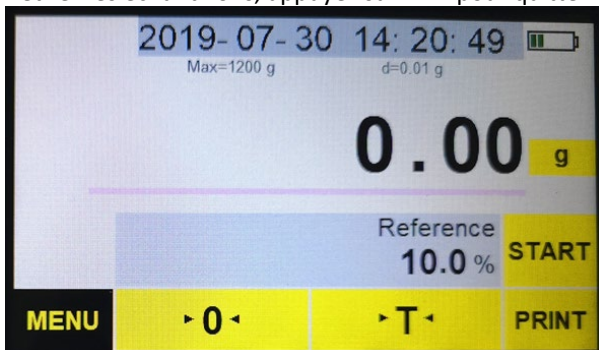 2019-07-30 14:20:49
Max=1200 g d=0.01 g
0.00 g
Reference
10.0 % START
MENU ►0◄ ►T◄ PRINT